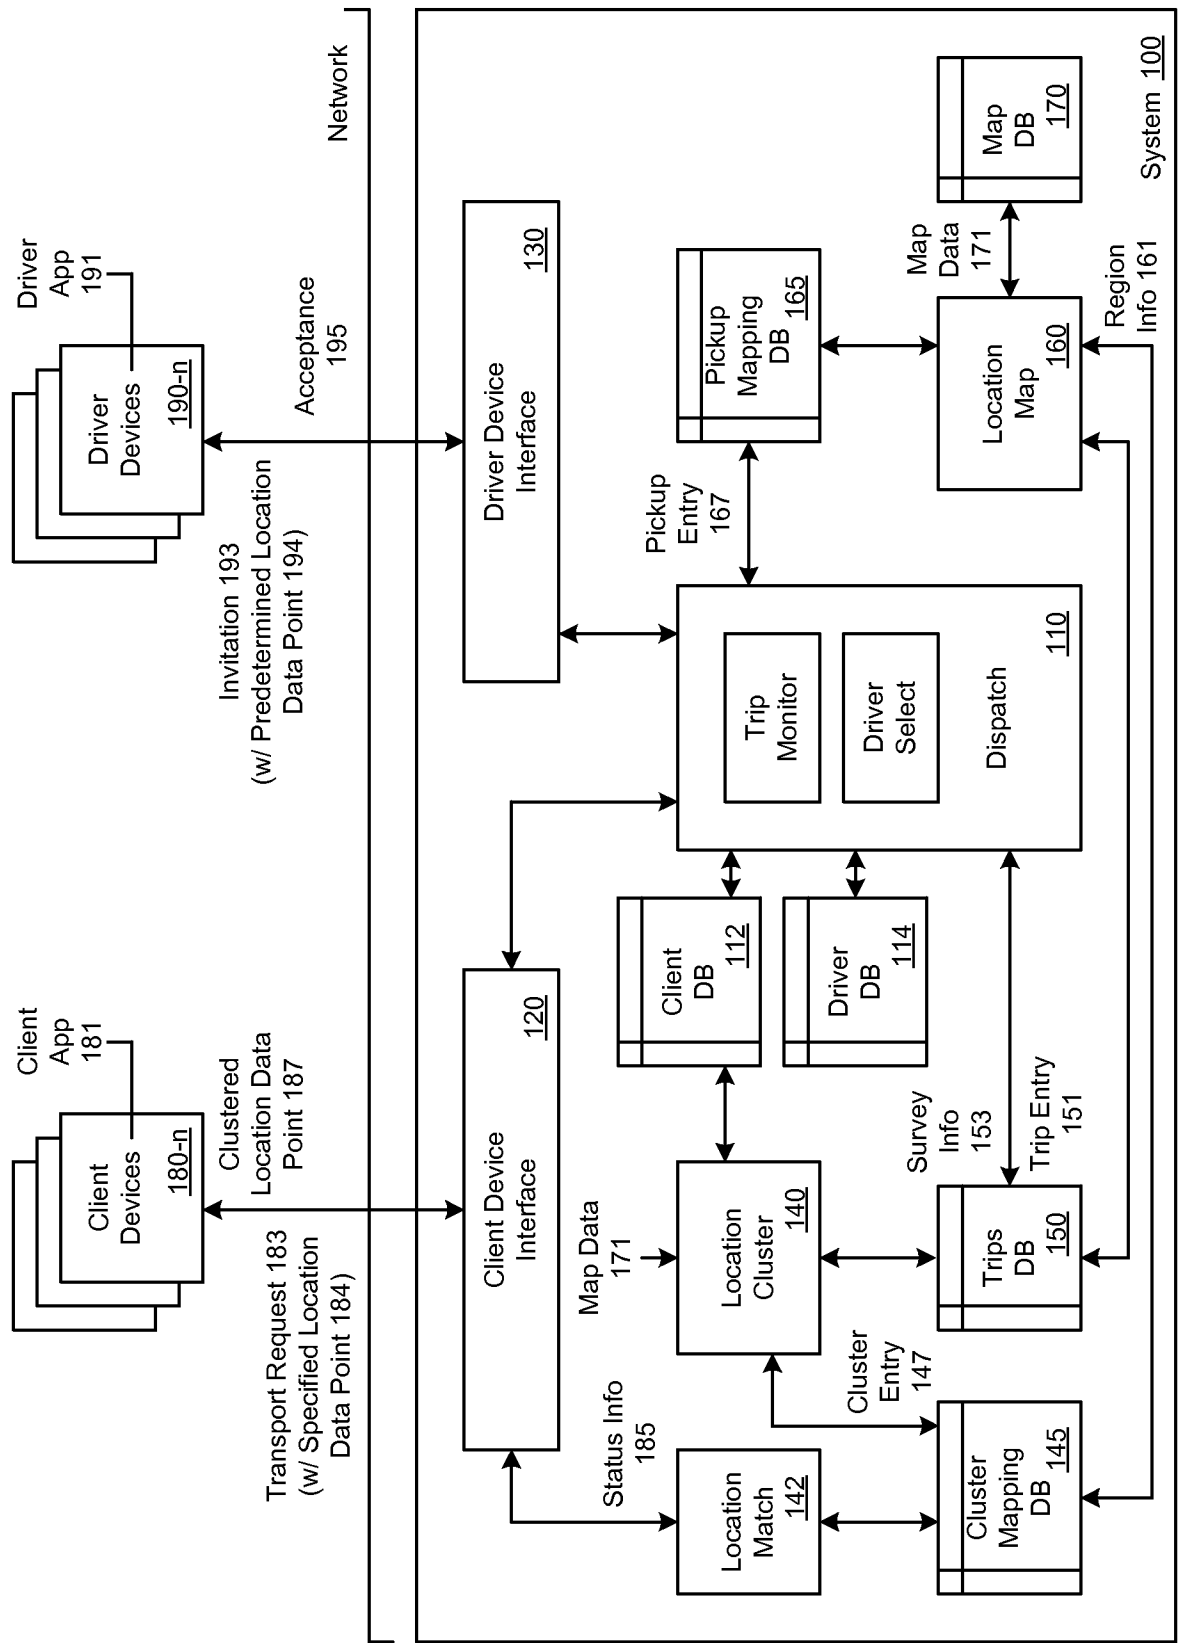 Client
App
181
Client
Devices
180-n
Driver
App
191
Driver
Devices
190-n
Transport Request 183
(w/ Specified Location
Data Point 184)
Clustered
Location Data
Point 187
Invitation 193
(w/ Predetermined Location
Data Point 194)
Acceptance
195
Network
Client Device
Interface
120
Driver Device
Interface
130
Status Info
185
Map Data
171
Location
Match
142
Location
Cluster
140
Client
DB
112
Driver
DB
114
Trip
Monitor
Driver
Select
Dispatch
110
Pickup
Entry
167
Pickup
Mapping
DB
165
Cluster
Entry
147
Cluster
Mapping
DB
145
Trips
DB
150
Survey
Info
153
Trip Entry
151
Location
Map
160
Map
Data
171
Map
DB
170
Region
Info 161
System 100